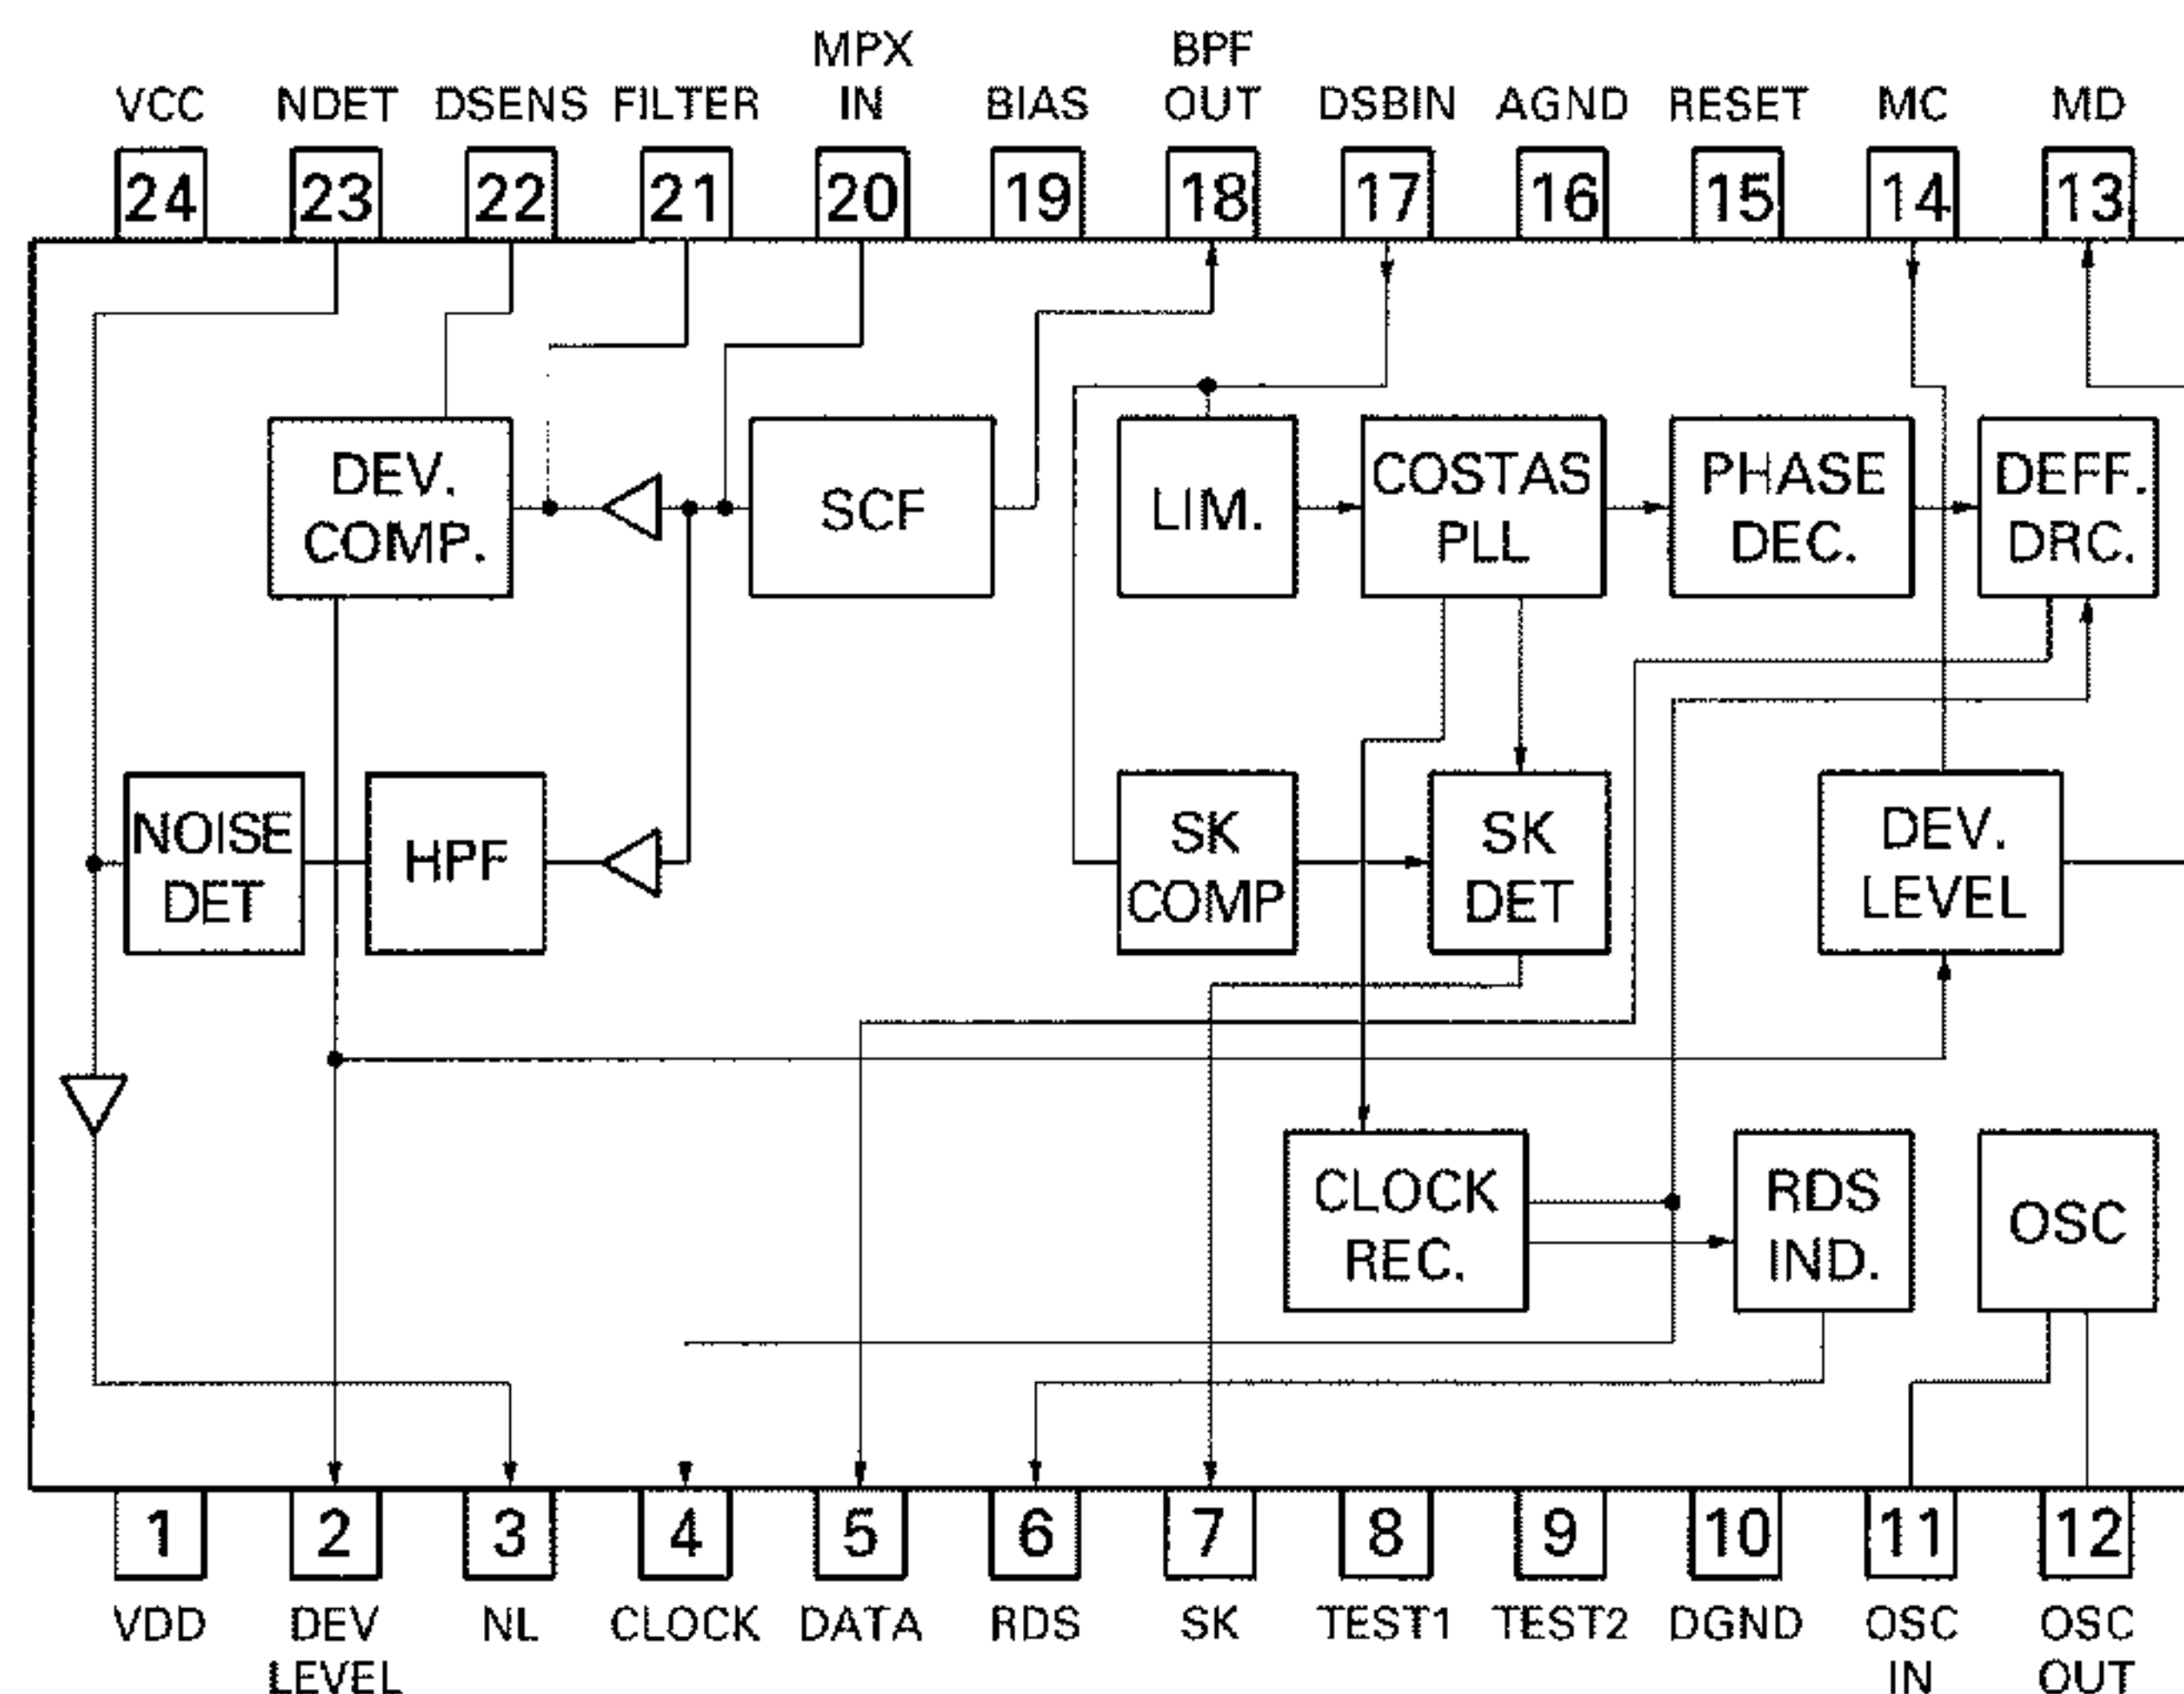 MPX
BPF
VCC NDET DSENS FILTER IN BIAS OUT DSBIN AGND RESET MC MD
24 23 22 21 20 19 18 17 16 15 14 13
DEV.
COMP.
SCF
LIM.
COSTAS
PLL
PHASE
DEC.
DEFF.
DRC.
NOISE
DET
HPF
SK
COMP
SK
DET
DEV.
LEVEL
CLOCK
REC.
RDS
IND.
OSC
1 2 3 4 5 6 7 8 9 10 11 12
VDD DEV NL CLOCK DATA RDS SK TEST1 TEST2 DGND OSC OSC
LEVEL IN OUT